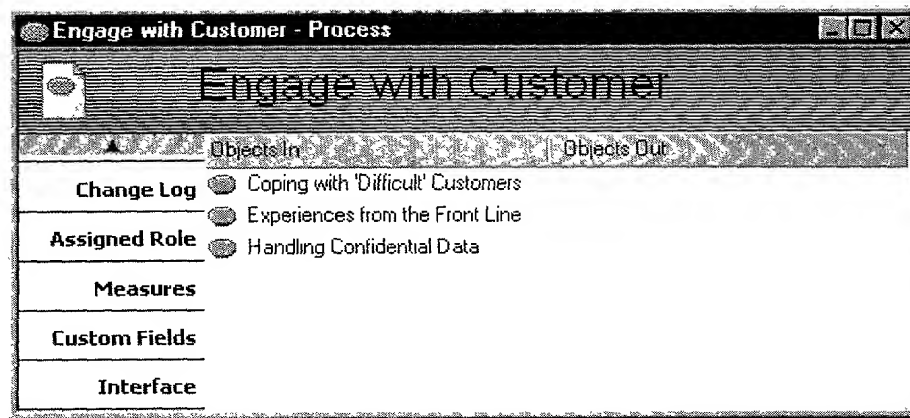 Engage with Customer - Process
Engage with Customer
Objects In Objects Out
Change Log
Assigned Role
Measures
Custom Fields
Interface
Coping with 'Difficult' Customers
Experiences from the Front Line
Handling Confidential Data